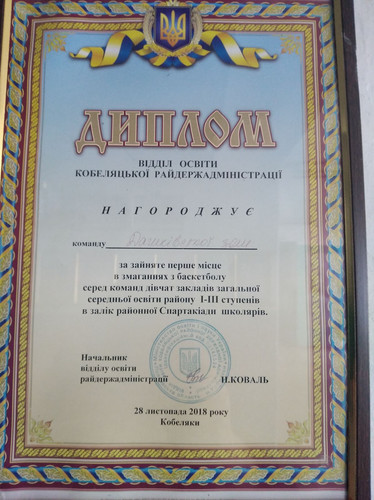 ДИПЛОМ
ВІДДІЛ ОСВІТИ
КОБЕЛЯЦЬКОЇ РАЙДЕРЖАДМІНІСТРАЦІЇ
НАГОРОДЖУЄ
команду
за зайняте перше місце
в змаганнях з баскетболу
серед команд дівчат закладів загальної
середньої освіти району І-ІІІ ступенів
в залік районної Спартакіади школярів.
Начальник
відділу освіти
райдержадміністрації Н.КОВАЛЬ
28 листопада 2018 року
Кобеляки